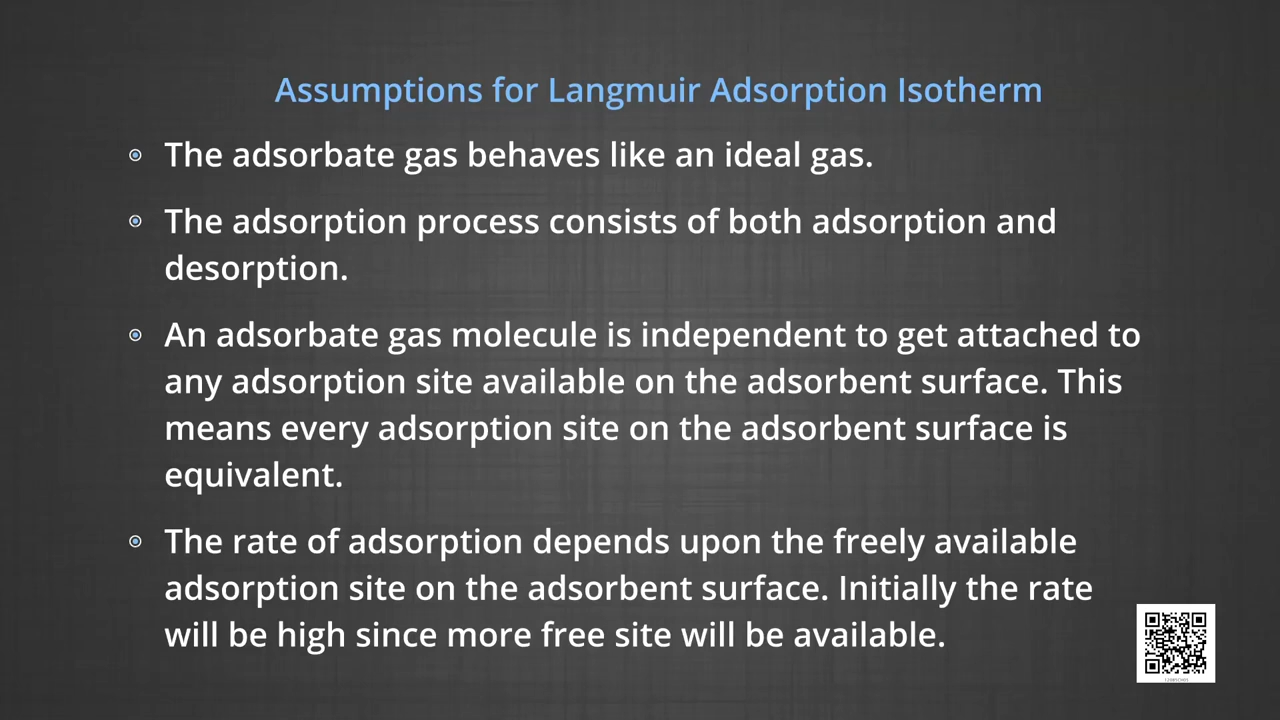 Assumptions for Langmuir Adsorption Isotherm
The adsorbate gas behaves like an ideal gas.
The adsorption process consists of both adsorption and
desorption.
An adsorbate gas molecule is independent to get attached to
any adsorption site available on the adsorbent surface. This
means every adsorption site on the adsorbent surface is
equivalent.
The rate of adsorption depends upon the freely available
adsorption site on the adsorbent surface. Initially the rate
will be high since more free site will be available.